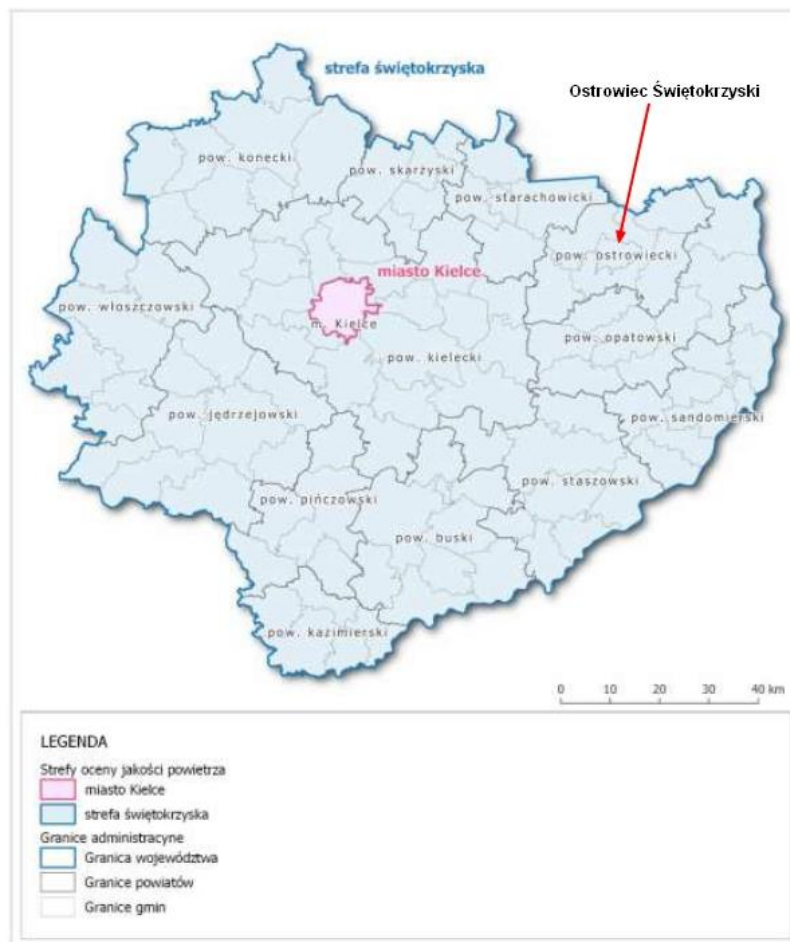 strefa świętokrzyska
Ostrowiec Świętokrzyski
pow. konecki
pow. skarżyski
pow. starachowicki
pow. ostrowiecki
miasto Kielce
pow. włoszczowski
m. Kielce
pow. opatowski
pow. kielecki
pow. jędrzejowski
pow. sandomierski
pow. staszowski
pow. pińczowski
pow. buski
pow. kazimierski
0 10 20 30 40 km
LEGENDA
Strefy oceny jakości powietrza
miasto Kielce
strefa świętokrzyska
Granice administracyne
Granica województwa
Granice powiatów
Granice gmin